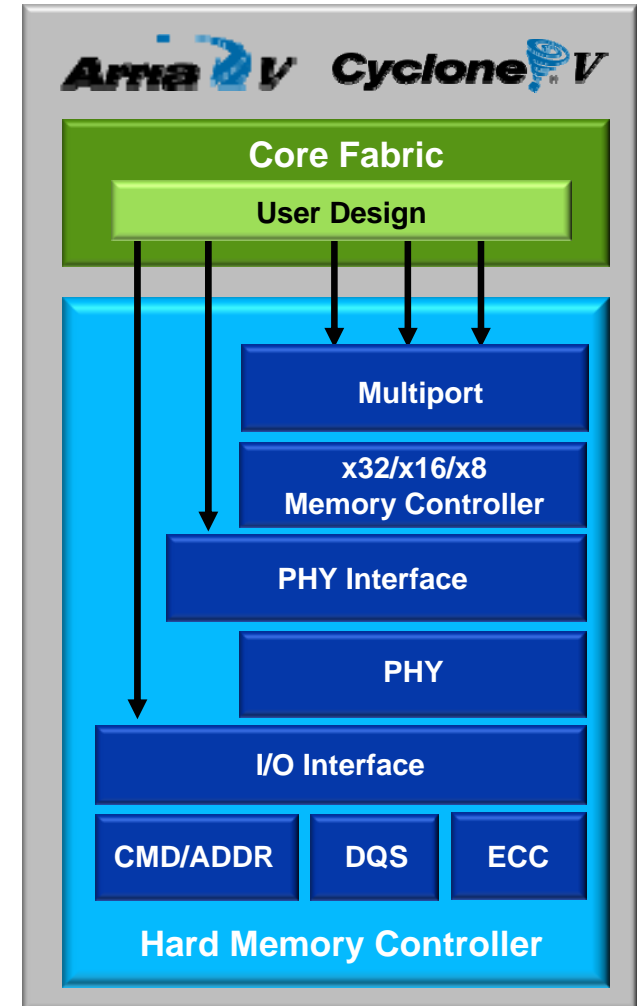 Arria V Cyclone V
Core Fabric
User Design
Multiport
x32/x16/x8
Memory Controller
PHY Interface
PHY
I/O Interface
CMD/ADDR DQS ECC
Hard Memory Controller